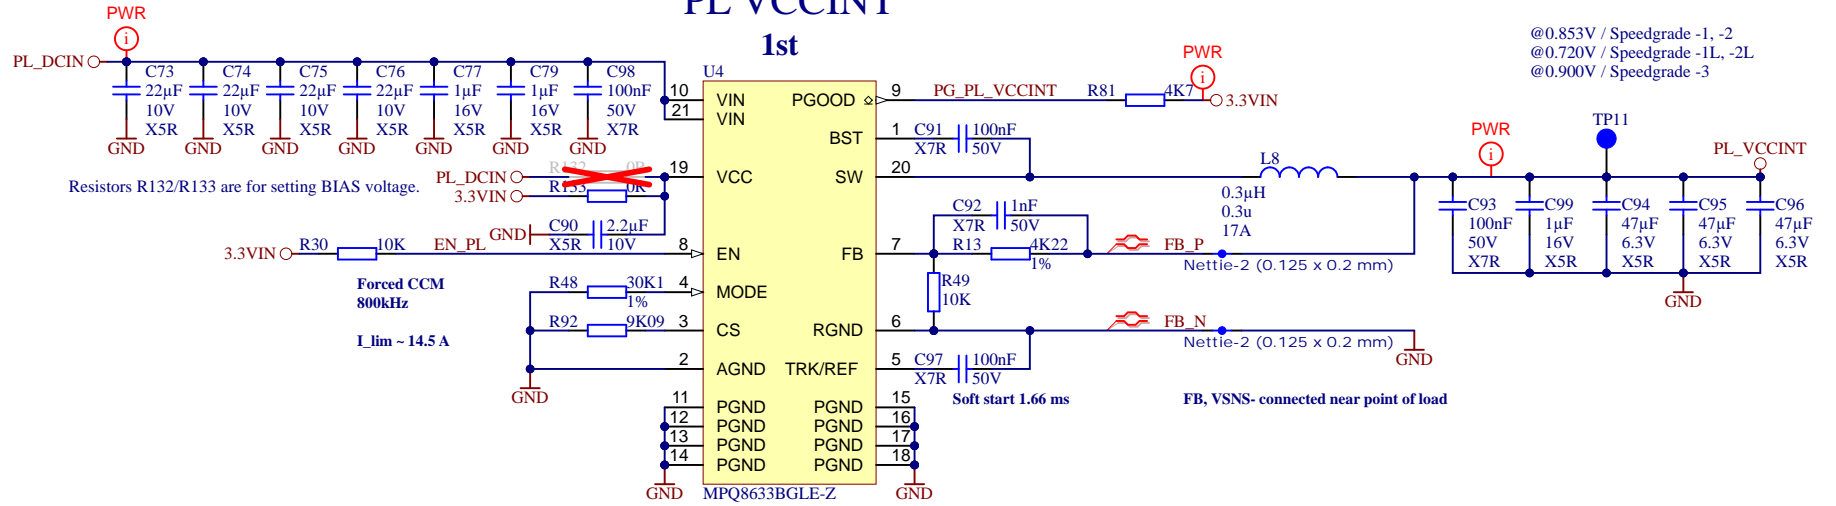 PL VCCINT
1st
PWR
i
PL_DCIN
C73
22µF
10V
X5R
GND
C74
22µF
10V
X5R
GND
C75
22µF
10V
X5R
GND
C76
22µF
10V
X5R
GND
C77
1µF
16V
X5R
GND
C79
1µF
16V
X5R
GND
C98
100nF
50V
X7R
GND
Resistors R132/R133 are for setting BIAS voltage.
R132 0R
PL_DCIN
R133 0R
3.3VIN
GND
C90 2.2µF
X5R 10V
3.3VIN
R30 10K
EN_PL
Forced CCM
800kHz
I_lim ~ 14.5 A
R48 30K1
1%
R92 9K09
GND
GND
U4
10 VIN
21 VIN
19 VCC
8 EN
4 MODE
3 CS
2 AGND
11 PGND
12 PGND
13 PGND
14 PGND
PGOOD 9
BST 1
SW 20
FB 7
RGND 6
TRK/REF 5
PGND 15
PGND 16
PGND 17
PGND 18
MPQ8633BGLE-Z
GND
PG_PL_VCCINT
R81 4K7
PWR
i
3.3VIN
C91 100nF
X7R 50V
L8
0.3µH
0.3u
17A
C92 1nF
X7R 50V
R13 4K22
1%
FB_P
Nettie-2 (0.125 x 0.2 mm)
R49
10K
FB_N
Nettie-2 (0.125 x 0.2 mm)
GND
C97 100nF
X7R 50V
Soft start 1.66 ms
FB, VSNS- connected near point of load
@0.853V / Speedgrade -1, -2
@0.720V / Speedgrade -1L, -2L
@0.900V / Speedgrade -3
PWR
i
TP11
PL_VCCINT
C93
100nF
50V
X7R
C99
1µF
16V
X5R
C94
47µF
6.3V
X5R
C95
47µF
6.3V
X5R
C96
47µF
6.3V
X5R
GND